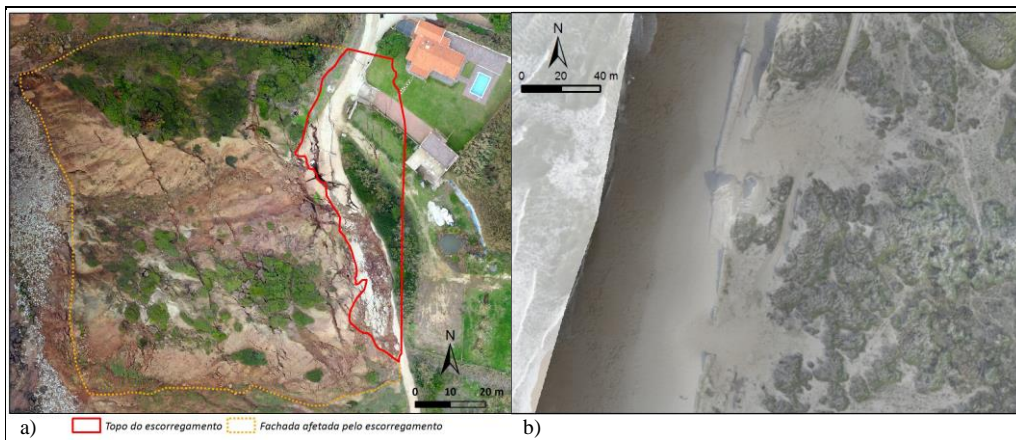 N
0 20 40 m
N
0 10 20 m
a)
b)
Topo do escorregamento Fachada afetada pelo escorregamento